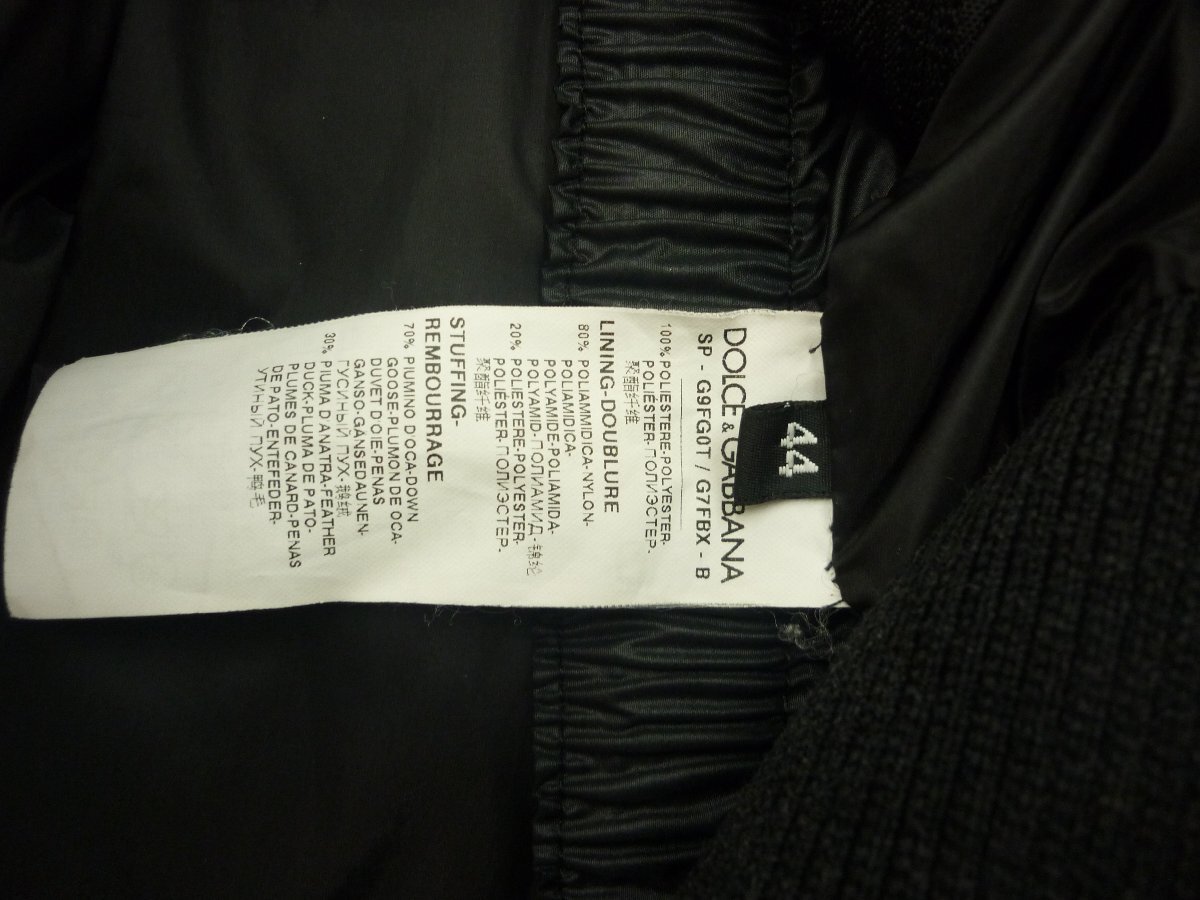 DOLCE & GABBANA
44
SP - G9FG0T / G7FBX - B
100% POLIESTERE-POLYESTER-
POLIÉSTER-ПОЛИЭСТЕР-
聚酯纤维
LINING-DOUBLURE
80% POLIAMMIDICA-NYLON-
POLIAMIDICA-
POLYAMIDE-POLIAMIDA-
POLYAMID-ПОЛИАМИД-锦纶
20% POLIESTERE-POLYESTER-
POLIÉSTER-ПОЛИЭСТЕР-
聚酯纤维
STUFFING-
REMBOURRAGE
70% PIUMINO D'OCA-DOWN
GOOSE-PLUMON DE OCA-
DUVET D'OIE-PENAS
GANSO-GANSEDAUNEN-
ГУСИНЫЙ ПУХ-鹅绒
30% PIUMA D'ANATRA-FEATHER
DUCK-PLUMA DE PATO-
PLUMES DE CANARD-PENAS
DE PATO-ENTEFEDER-
УТИНЫЙ ПУХ-鸭毛